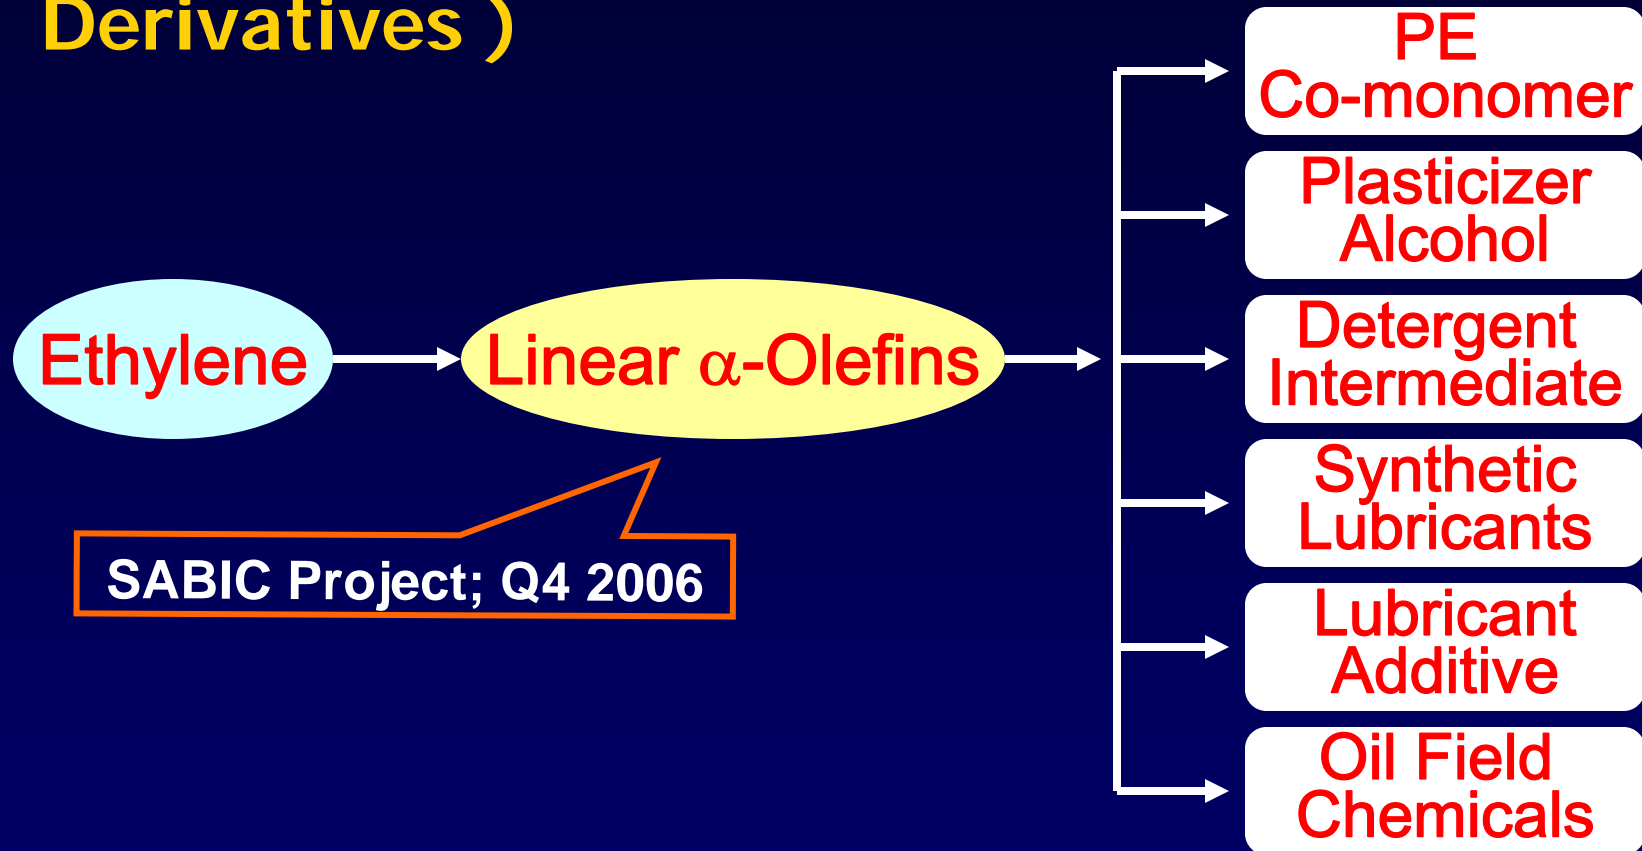 Derivatives )
PE
Co-monomer
Plasticizer
Alcohol
Ethylene
Linear α-Olefins
Detergent
Intermediate
Synthetic
Lubricants
SABIC Project; Q4 2006
Lubricant
Additive
Oil Field
Chemicals